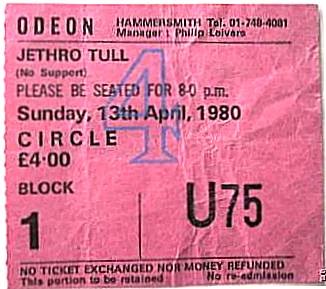 ODEON HAMMERSMITH Tel. 01-748-4081
Manager : Philip Leivers
JETHRO TULL
(No Support)
PLEASE BE SEATED FOR 8·0 p.m.
Sunday, 13th April, 1980
4
CIRCLE
£4·00
BLOCK
1 U75
NO TICKET EXCHANGED NOR MONEY REFUNDED
This portion to be retained No re-admission